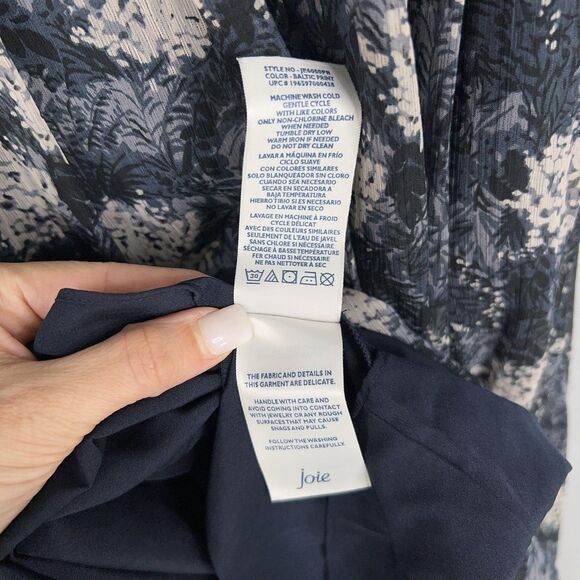 STYLE NO - JE6050PR
COLOR - BALTIC PRINT
UPC # 196597000438
MACHINE WASH COLD
GENTLE CYCLE
WITH LIKE COLORS
ONLY NON-CHLORINE BLEACH
WHEN NEEDED
TUMBLE DRY LOW
WARM IRON IF NEEDED
DO NOT DRY CLEAN
LAVAR A MÁQUINA EN FRÍO
CICLO SUAVE
CON COLORES SIMILARES
SOLO BLANQUEADOR SIN CLORO
CUANDO SEA NECESARIO
SECAR EN SECADORA A
BAJA TEMPERATURA
HIERRO TIBIO SI ES NECESARIO
NO LAVAR EN SECO
LAVAGE EN MACHINE À FROID
CYCLE DÉLICAT
AVEC DES COULEURS SIMILAIRES
SEULEMENT DE L'EAU DE JAVEL
SANS CHLORE SI NÉCESSAIRE
SÉCHAGE À BASSE TEMPÉRATURE
FER CHAUD SI NÉCESSAIRE
NE PAS NETTOYER À SEC
30
THE FABRIC AND DETAILS IN
THIS GARMENT ARE DELICATE.
HANDLE WITH CARE AND
AVOID COMING INTO CONTACT
WITH JEWELRY OR ANY ROUGH
SURFACES THAT MAY CAUSE
SNAGS AND PULLS.
FOLLOW THE WASHING
INSTRUCTIONS CAREFULLY.
joie